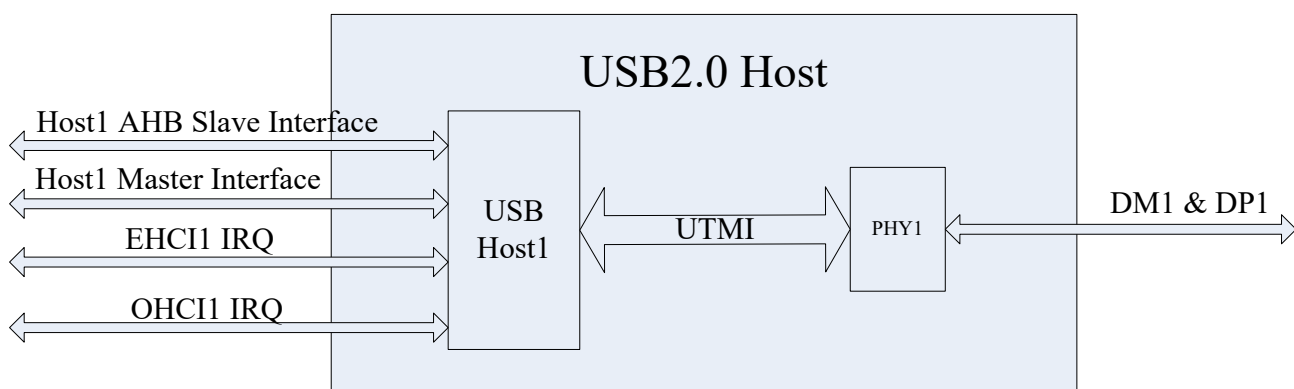 USB2.0 Host
Host1 AHB Slave Interface
Host1 Master Interface
EHCI1 IRQ
OHCI1 IRQ
USB
Host1
UTMI
PHY1
DM1 & DP1